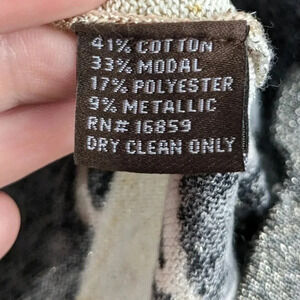 41% COTTON
33% MODAL
17% POLYESTER
9% METALLIC
RN# 16859
DRY CLEAN ONLY